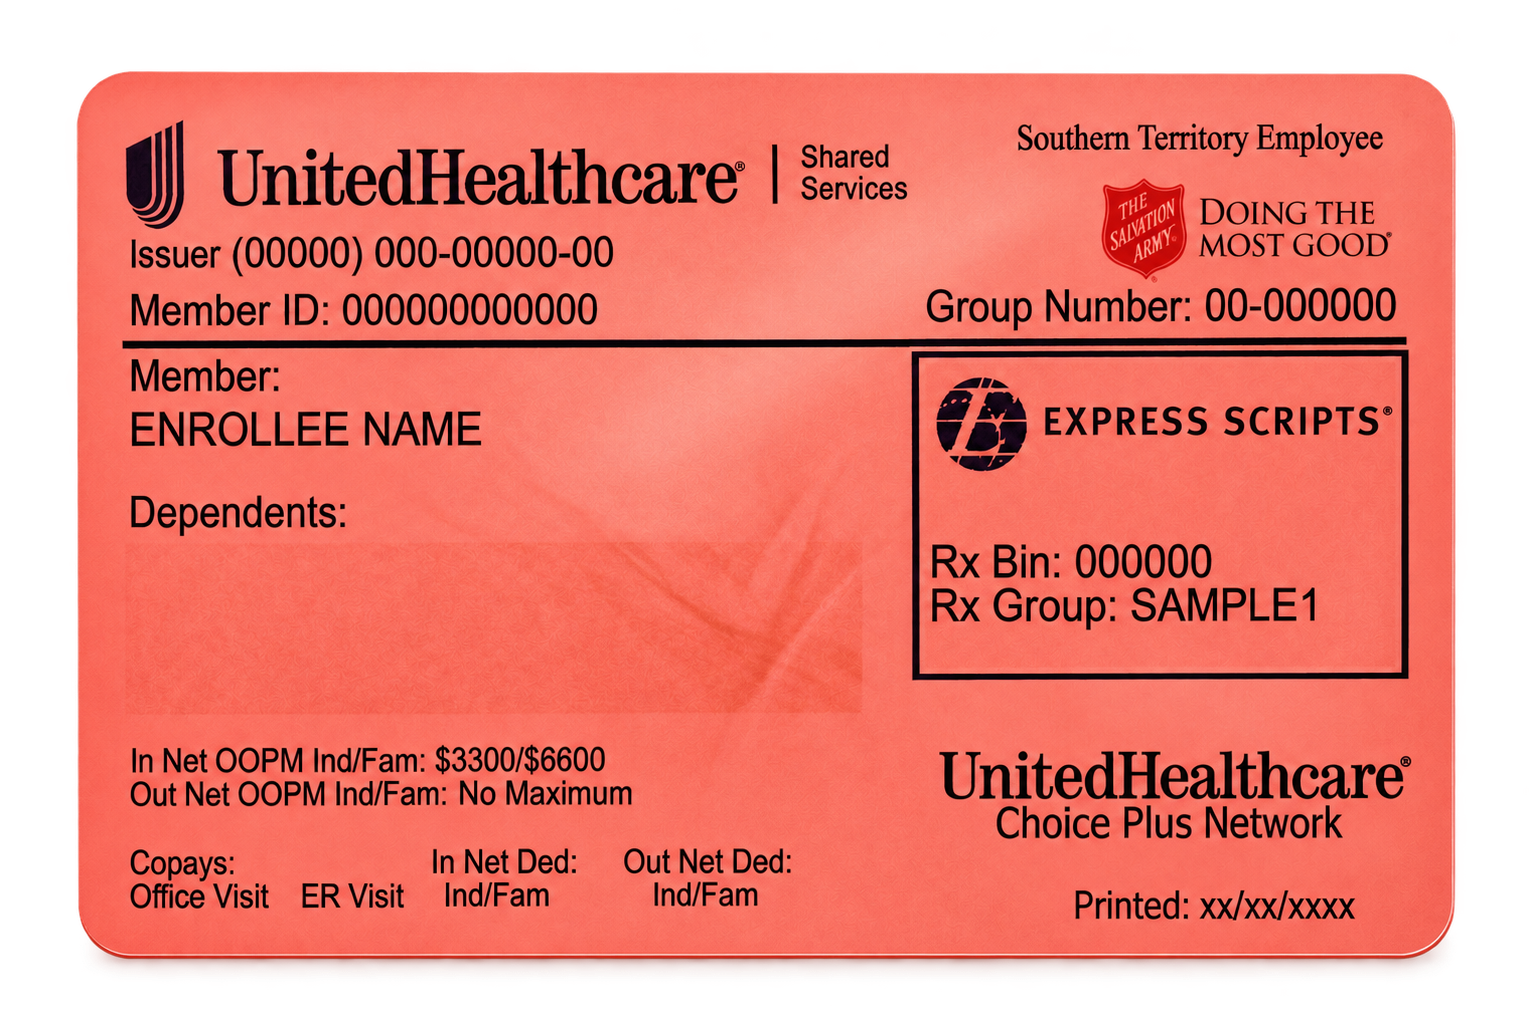 UnitedHealthcare®
Shared
Services
Southern Territory Employee
THE
SALVATION
ARMY
DOING THE
MOST GOOD®
Issuer (00000) 000-00000-00
Member ID: 000000000000
Group Number: 00-000000
Member:
ENROLLEE NAME
Dependents:
EXPRESS SCRIPTS®
Rx Bin: 000000
Rx Group: SAMPLE1
In Net OOPM Ind/Fam: $3300/$6600
Out Net OOPM Ind/Fam: No Maximum
UnitedHealthcare®
Choice Plus Network
Copays:
Office Visit ER Visit
In Net Ded:
Ind/Fam
Out Net Ded:
Ind/Fam
Printed: xx/xx/xxxx